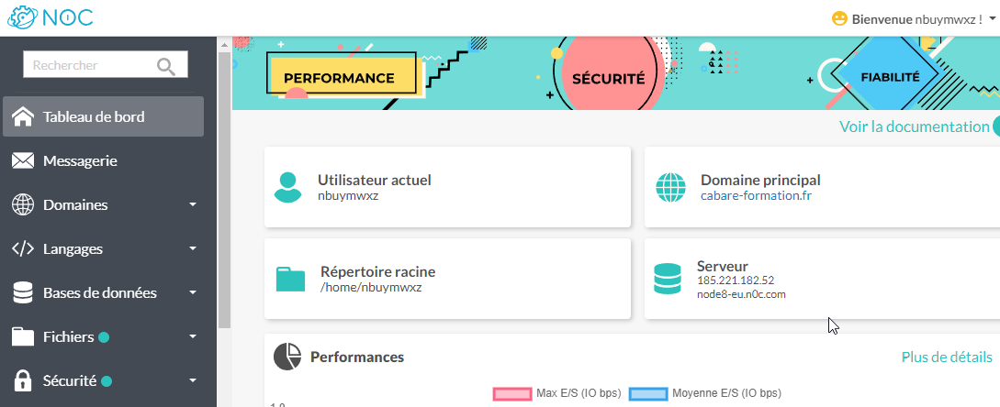 NOC
Bienvenue nbuymwxz !
Rechercher
Tableau de bord
Messagerie
Domaines
Langages
Bases de données
Fichiers
Sécurité
PERFORMANCE
SÉCURITÉ
FIABILITÉ
Voir la documentation
Utilisateur actuel
nbuymwxz
Domaine principal
cabare-formation.fr
Répertoire racine
/home/nbuymwxz
Serveur
185.221.182.52
node8-eu.n0c.com
Performances
Plus de détails
Max E/S (IO bps)
Moyenne E/S (IO bps)